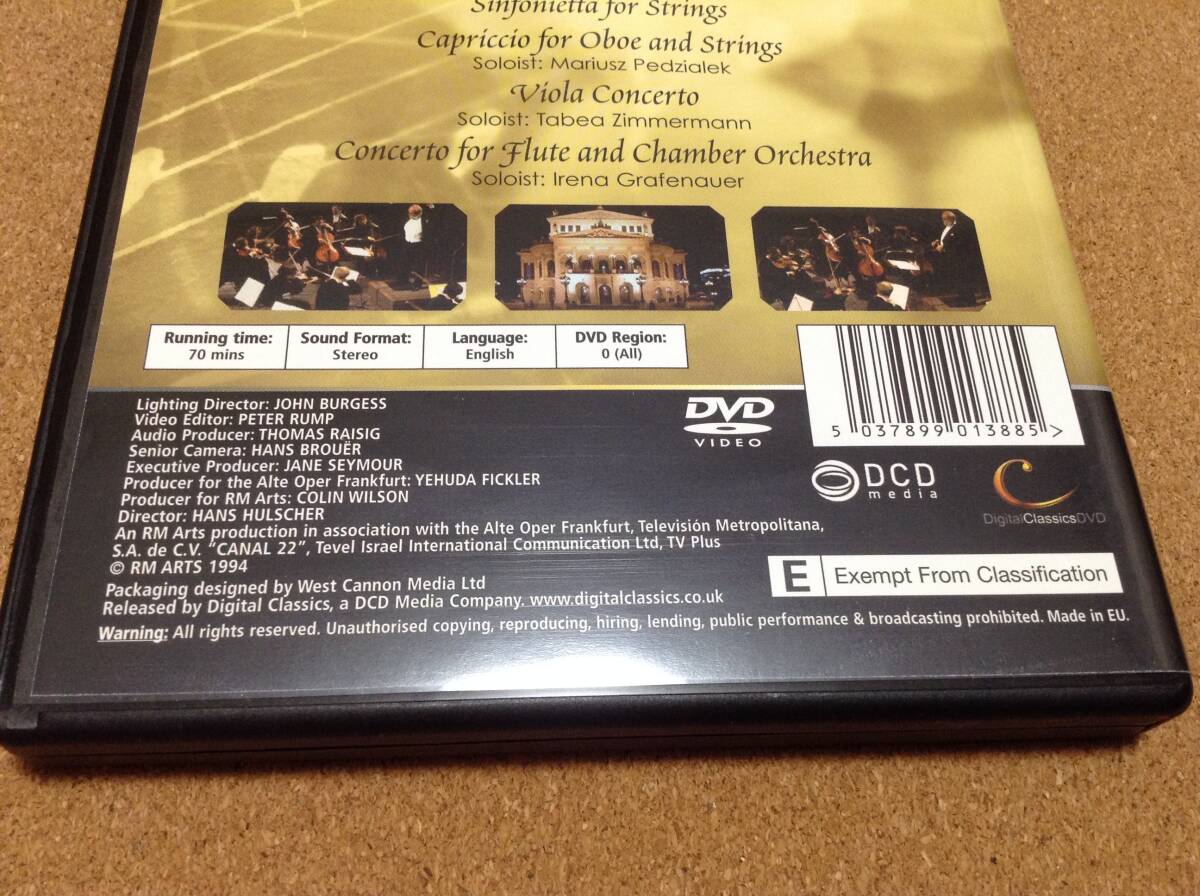 Sinfonietta for Strings
Capriccio for Oboe and Strings
Soloist: Mariusz Pedzialek
Viola Concerto
Soloist: Tabea Zimmermann
Concerto for Flute and Chamber Orchestra
Soloist: Irena Grafenauer
Running time: 70 mins
Sound Format: Stereo
Language: English
DVD Region: 0 (All)
Lighting Director: JOHN BURGESS
Video Editor: PETER RUMP
Audio Producer: THOMAS RAISIG
Senior Camera: HANS BROUËR
Executive Producer: JANE SEYMOUR
Producer for the Alte Oper Frankfurt: YEHUDA FICKLER
Producer for RM Arts: COLIN WILSON
Director: HANS HULSCHER
An RM Arts production in association with the Alte Oper Frankfurt, Televisión Metropolitana,
S.A. de C.V. "CANAL 22", Tevel Israel International Communication Ltd, TV Plus
© RM ARTS 1994
Packaging designed by West Cannon Media Ltd
Released by Digital Classics, a DCD Media Company. www.digitalclassics.co.uk
Warning: All rights reserved. Unauthorised copying, reproducing, hiring, lending, public performance & broadcasting prohibited. Made in EU.
DVD
VIDEO
5 037899 013885 >
DCD
media
C
DigitalClassicsDVD
E Exempt From Classification